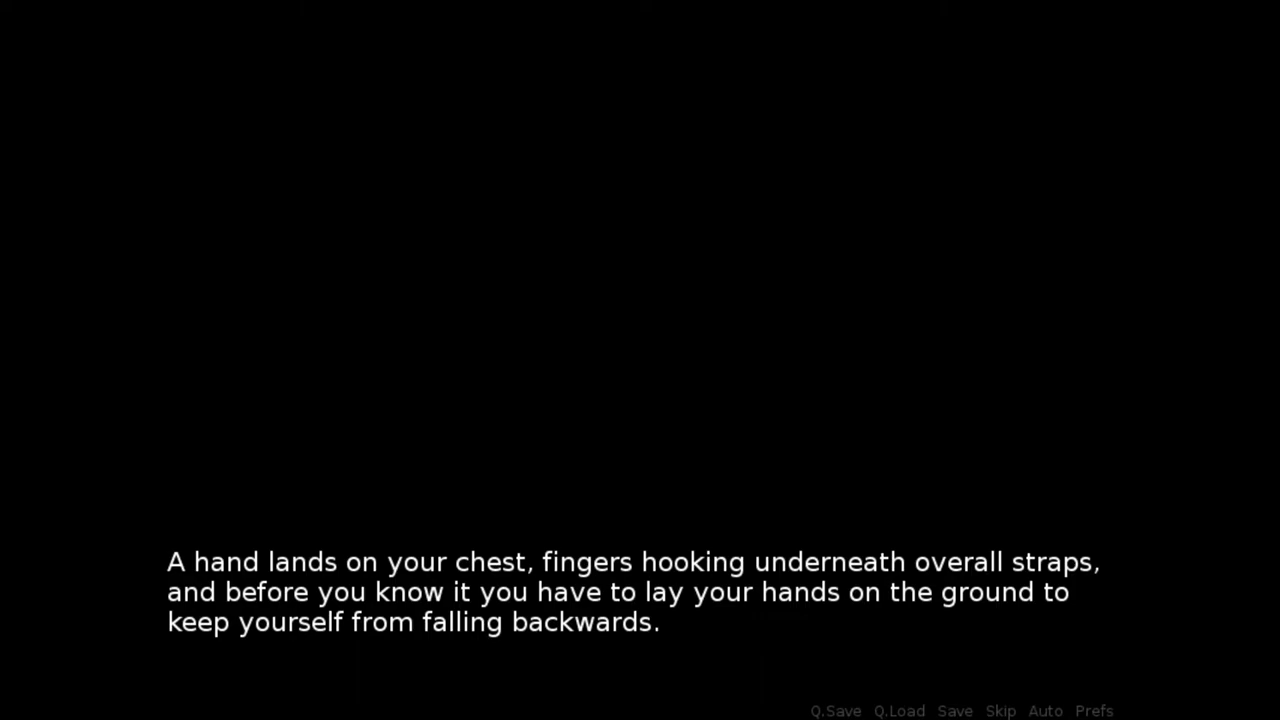 A hand lands on your chest, fingers hooking underneath overall straps,
and before you know it you have to lay your hands on the ground to
keep yourself from falling backwards.
Q.Save Q.Load Save Skip Auto Prefs